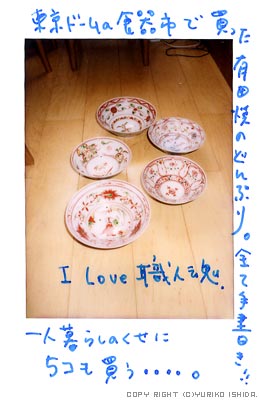 東京ドームの食器市で買った
有田焼のどんぶり。全て手書き!!
I Love 職人魂.
一人暮らしのくせに
5コも買う・・・・・。
COPY RIGHT (C)YURIKO ISHIDA.